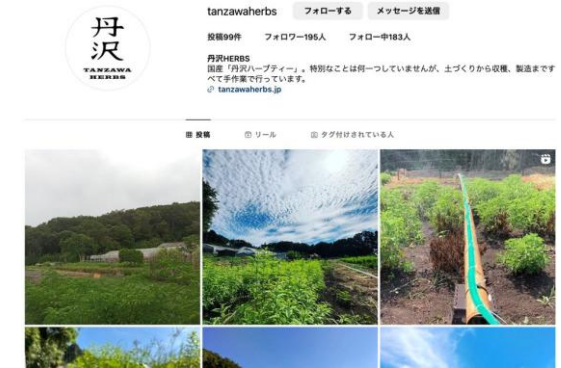 丹
沢
TANZAWA
HERBS
tanzawaherbs フォローする メッセージを送信
投稿99件 フォロワー195人 フォロー中183人
丹沢HERBS
国産「丹沢ハーブティー」。特別なことは何一つしていませんが、土づくりから収穫、製造まです
べて手作業で行っています。
tanzawaherbs.jp
投稿 リール タグ付けされている人